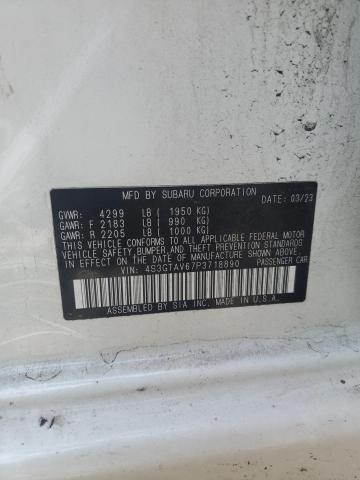 MFD BY SUBARU CORPORATION
DATE: 03/23
GVWR: 4299 LB ( 1950 KG)
GAWR: F 2183 LB ( 990 KG)
GAWR: R 2205 LB ( 1000 KG)
THIS VEHICLE CONFORMS TO ALL APPLICABLE FEDERAL MOTOR
VEHICLE SAFETY, BUMPER, AND THEFT PREVENTION STANDARDS
IN EFFECT ON THE DATE OF MANUFACTURE SHOWN ABOVE.
VIN: 4S3GTAV67P3718890 PASSENGER CAR
ASSEMBLED BY SIA INC. MADE IN U.S.A.